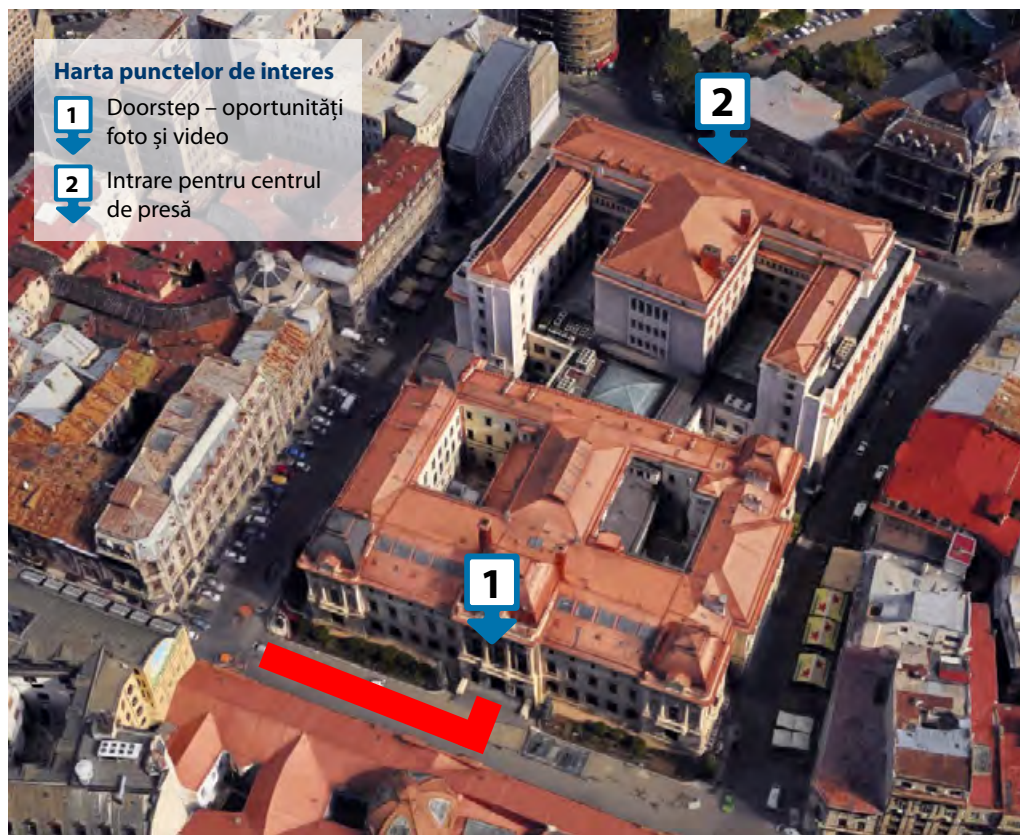 Harta punctelor de interes
1 Doorstep – oportunități
foto și video
2 Intrare pentru centrul
de presă
2
1